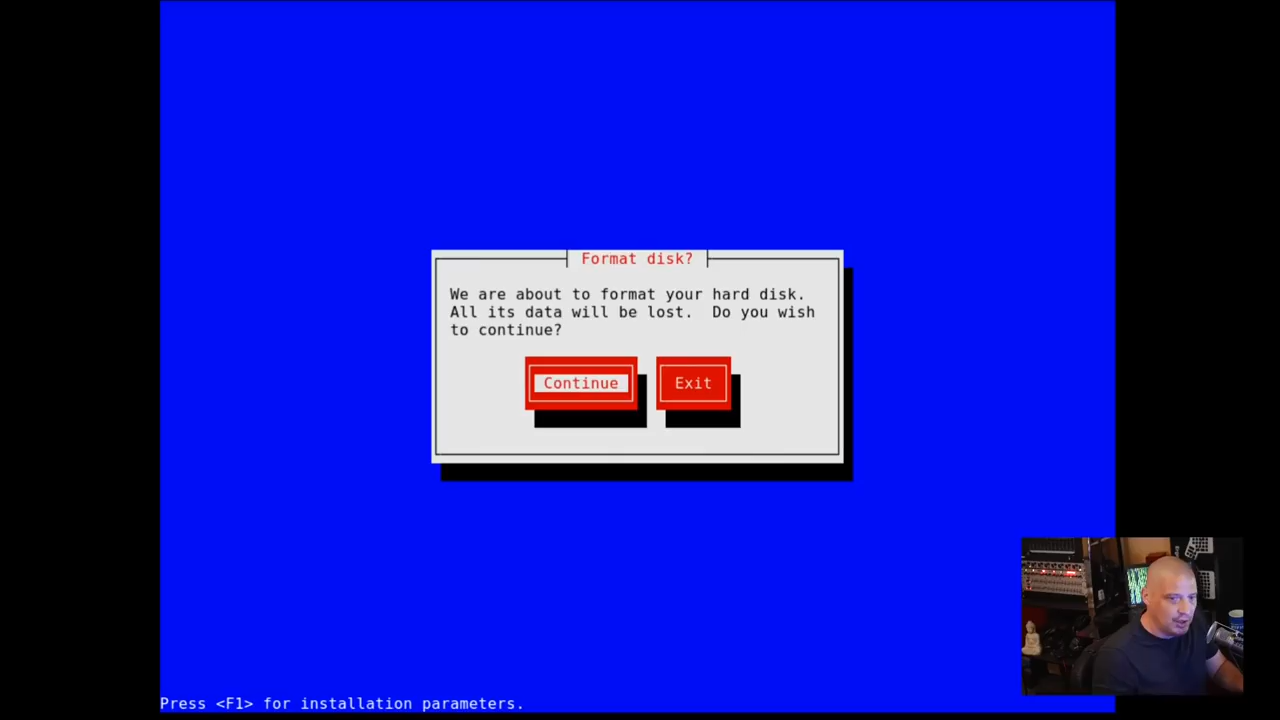 Format disk?
We are about to format your hard disk.
All its data will be lost.  Do you wish
to continue?
Continue
Exit
Press <F1> for installation parameters.